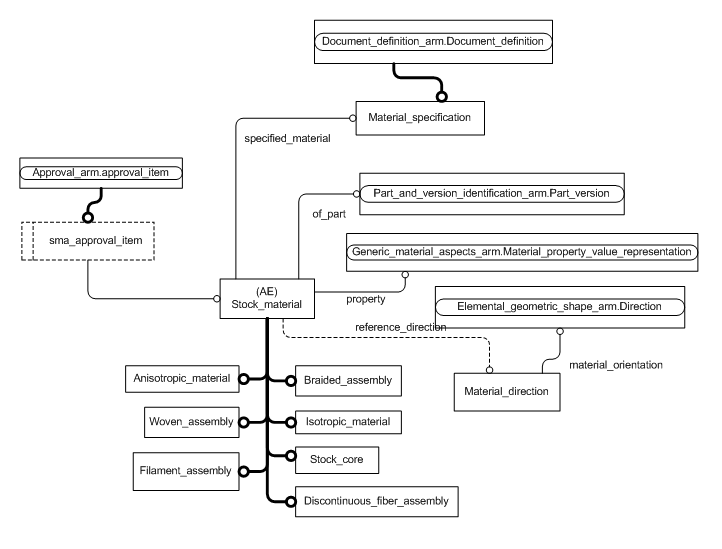 Document_definition_arm.Document_definition
Material_specification
specified_material
Approval_arm.approval_item
Part_and_version_identification_arm.Part_version
of_part
sma_approval_item
Generic_material_aspects_arm.Material_property_value_representation
(AE)
Stock_material
property
Elemental_geometric_shape_arm.Direction
reference_direction
material_orientation
Anisotropic_material
Braided_assembly
Material_direction
Woven_assembly
Isotropic_material
Stock_core
Filament_assembly
Discontinuous_fiber_assembly